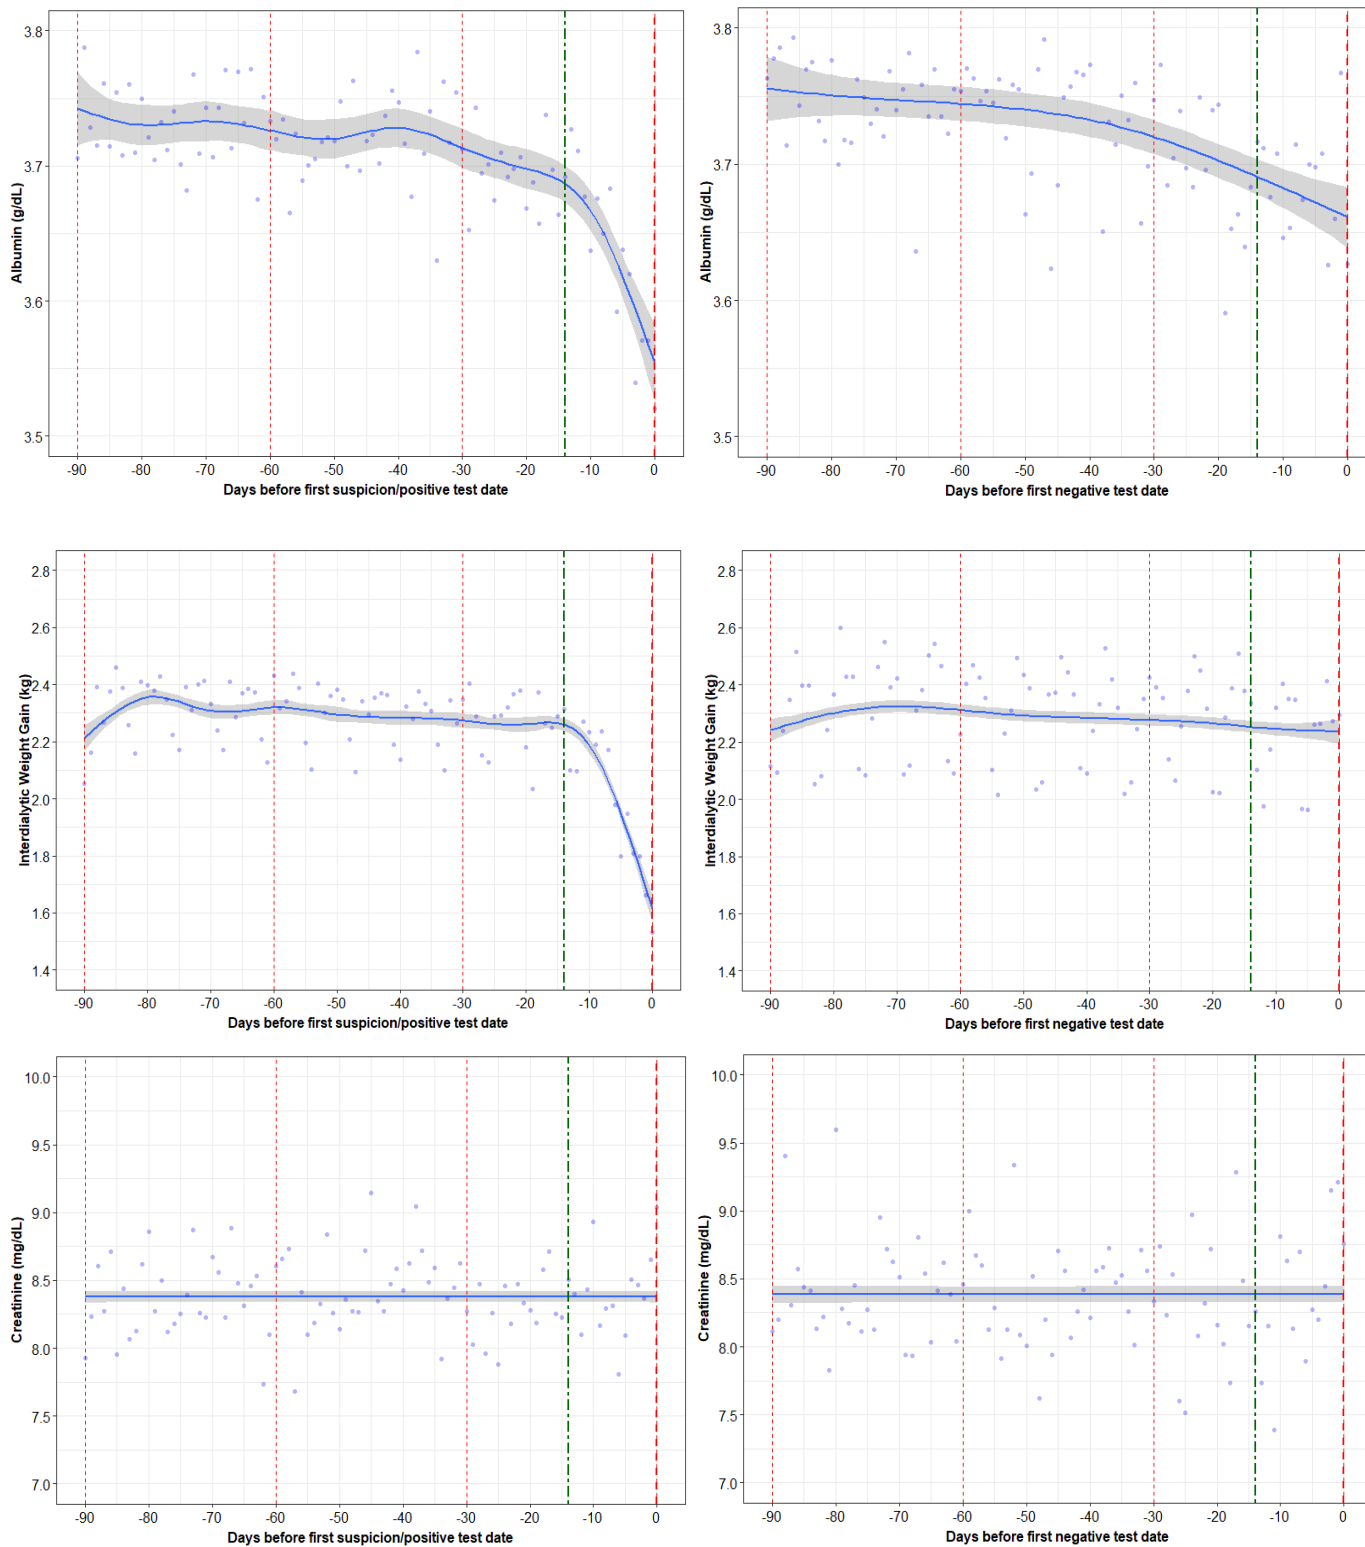 Albumin (g/dL)
3.8
3.7
3.6
3.5
-90 -80 -70 -60 -50 -40 -30 -20 -10 0
Days before first suspicion/positive test date
Albumin (g/dL)
3.8
3.7
3.6
3.5
-90 -80 -70 -60 -50 -40 -30 -20 -10 0
Days before first negative test date
Interdialytic Weight Gain (kg)
2.8
2.6
2.4
2.2
2.0
1.8
1.6
1.4
-90 -80 -70 -60 -50 -40 -30 -20 -10 0
Days before first suspicion/positive test date
Interdialytic Weight Gain (kg)
2.8
2.6
2.4
2.2
2.0
1.8
1.6
1.4
-90 -80 -70 -60 -50 -40 -30 -20 -10 0
Days before first negative test date
Creatinine (mg/dL)
10.0
9.5
9.0
8.5
8.0
7.5
7.0
-90 -80 -70 -60 -50 -40 -30 -20 -10 0
Days before first suspicion/positive test date
Creatinine (mg/dL)
10.0
9.5
9.0
8.5
8.0
7.5
7.0
-90 -80 -70 -60 -50 -40 -30 -20 -10 0
Days before first negative test date